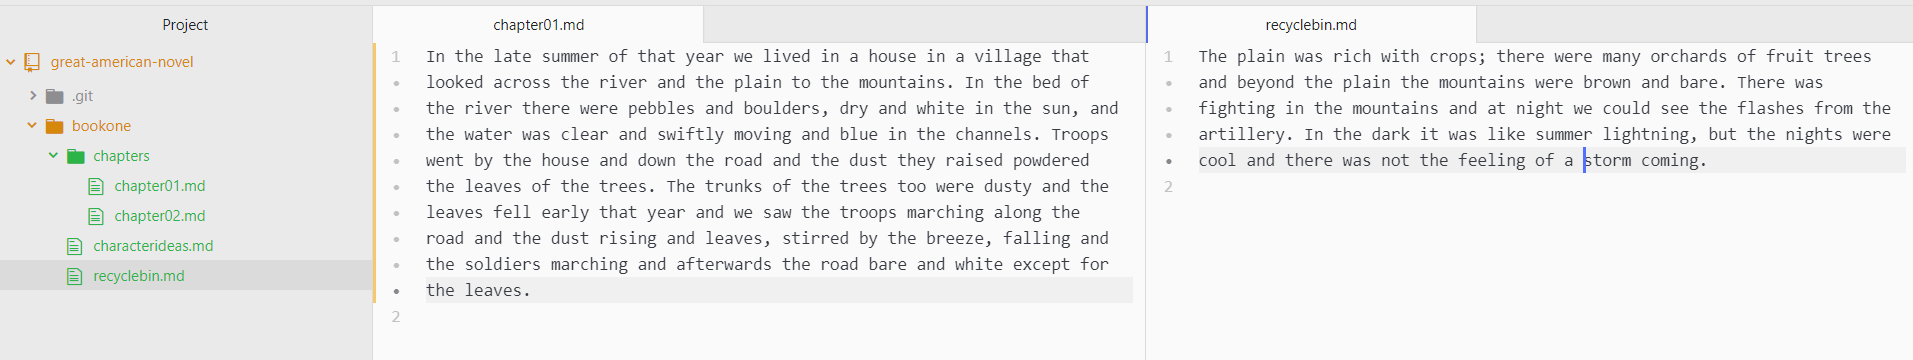 Project
great-american-novel
.git
bookone
chapters
chapter01.md
chapter02.md
characterideas.md
recyclebin.md
chapter01.md
1 In the late summer of that year we lived in a house in a village that
looked across the river and the plain to the mountains. In the bed of
the river there were pebbles and boulders, dry and white in the sun, and
the water was clear and swiftly moving and blue in the channels. Troops
went by the house and down the road and the dust they raised powdered
the leaves of the trees. The trunks of the trees too were dusty and the
leaves fell early that year and we saw the troops marching along the
road and the dust rising and leaves, stirred by the breeze, falling and
the soldiers marching and afterwards the road bare and white except for
the leaves.
2
recyclebin.md
1 The plain was rich with crops; there were many orchards of fruit trees
and beyond the plain the mountains were brown and bare. There was
fighting in the mountains and at night we could see the flashes from the
artillery. In the dark it was like summer lightning, but the nights were
cool and there was not the feeling of a storm coming.
2